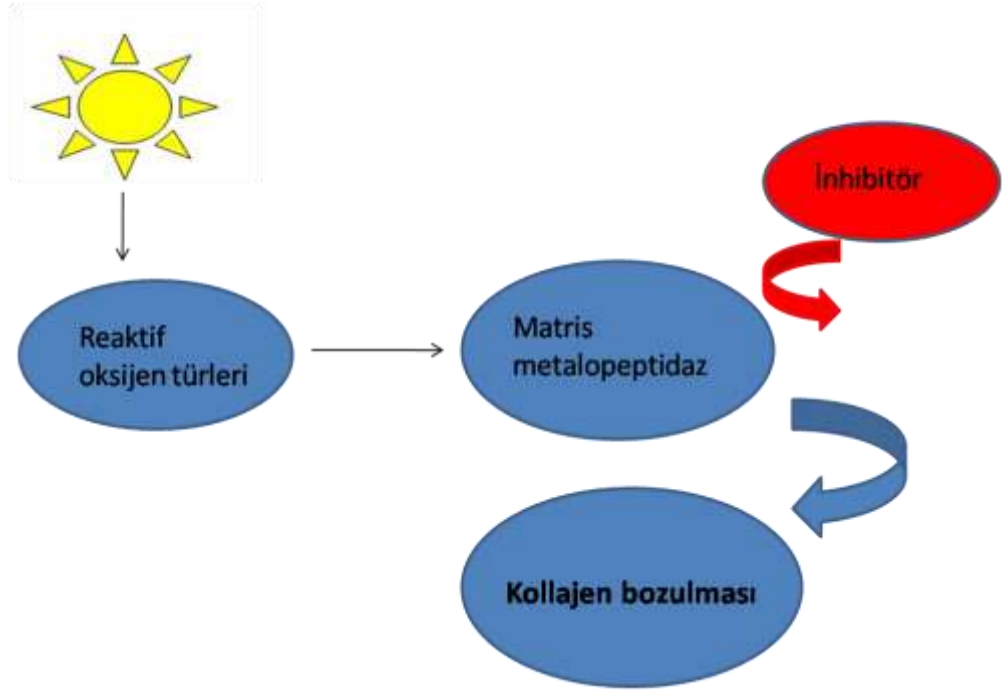 İnhibitör
Reaktif
oksijen türleri
Matris
metalopeptidaz
Kollajen bozulması